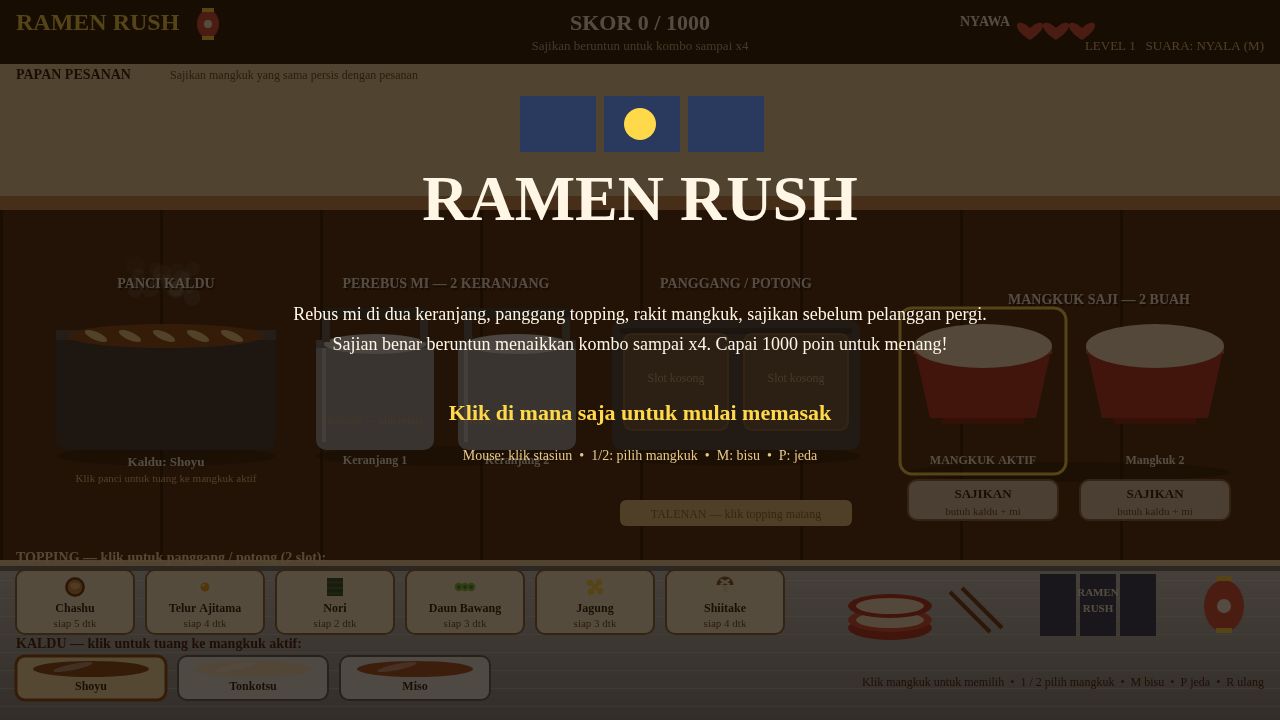 RAMEN RUSH
SKOR 0 / 1000
Sajikan beruntun untuk kombo sampai x4
NYAWA
LEVEL 1 SUARA: NYALA (M)
PAPAN PESANAN
Sajikan mangkuk yang sama persis dengan pesanan
RAMEN RUSH
PANCI KALDU
PEREBUS MI — 2 KERANJANG
PANGGANG / POTONG
MANGKUK SAJI — 2 BUAH
Rebus mi di dua keranjang, panggang topping, rakit mangkuk, sajikan sebelum pelanggan pergi.
Sajian benar beruntun menaikkan kombo sampai x4. Capai 1000 poin untuk menang!
Slot kosong
Slot kosong
Klik di mana saja untuk mulai memasak
Mouse: klik stasiun • 1/2: pilih mangkuk • M: bisu • P: jeda
Kaldu: Shoyu
Klik panci untuk tuang ke mangkuk aktif
Keranjang 1
Keranjang 2
MANGKUK AKTIF
Mangkuk 2
SAJIKAN
butuh kaldu + mi
SAJIKAN
butuh kaldu + mi
TALENAN — klik topping matang
TOPPING — klik untuk panggang / potong (2 slot):
Chashu
siap 5 dtk
Telur Ajitama
siap 4 dtk
Nori
siap 2 dtk
Daun Bawang
siap 3 dtk
Jagung
siap 3 dtk
Shiitake
siap 4 dtk
RAMEN
RUSH
KALDU — klik untuk tuang ke mangkuk aktif:
Shoyu
Tonkotsu
Miso
Klik mangkuk untuk memilih • 1 / 2 pilih mangkuk • M bisu • P jeda • R ulang